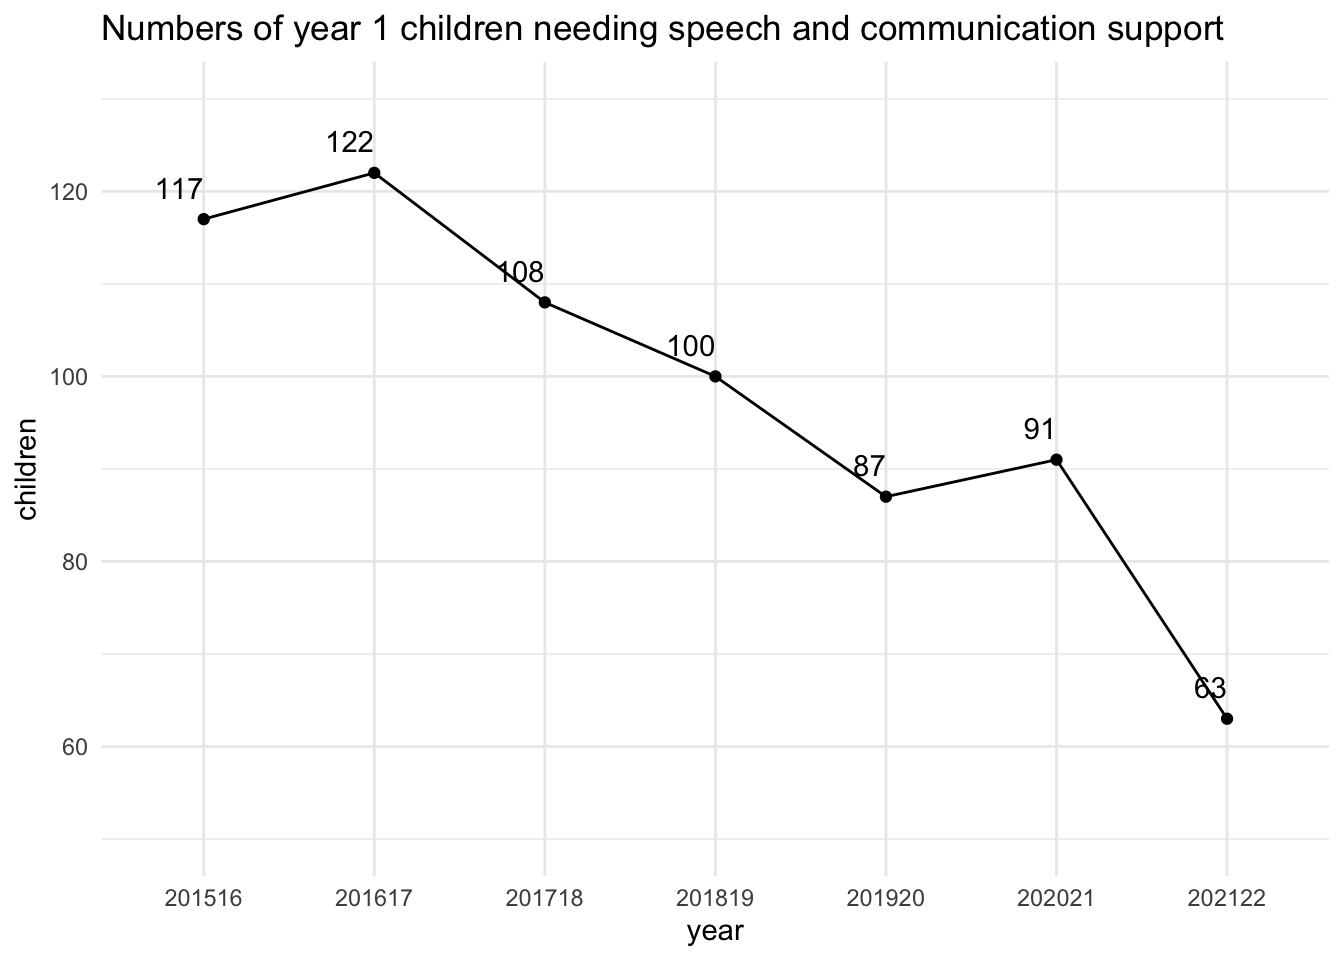 Numbers of year 1 children needing speech and communication support
122
117
120
108
100
100
91
87
children
80
63
60
201516 201617 201718 201819 201920 202021 202122
year